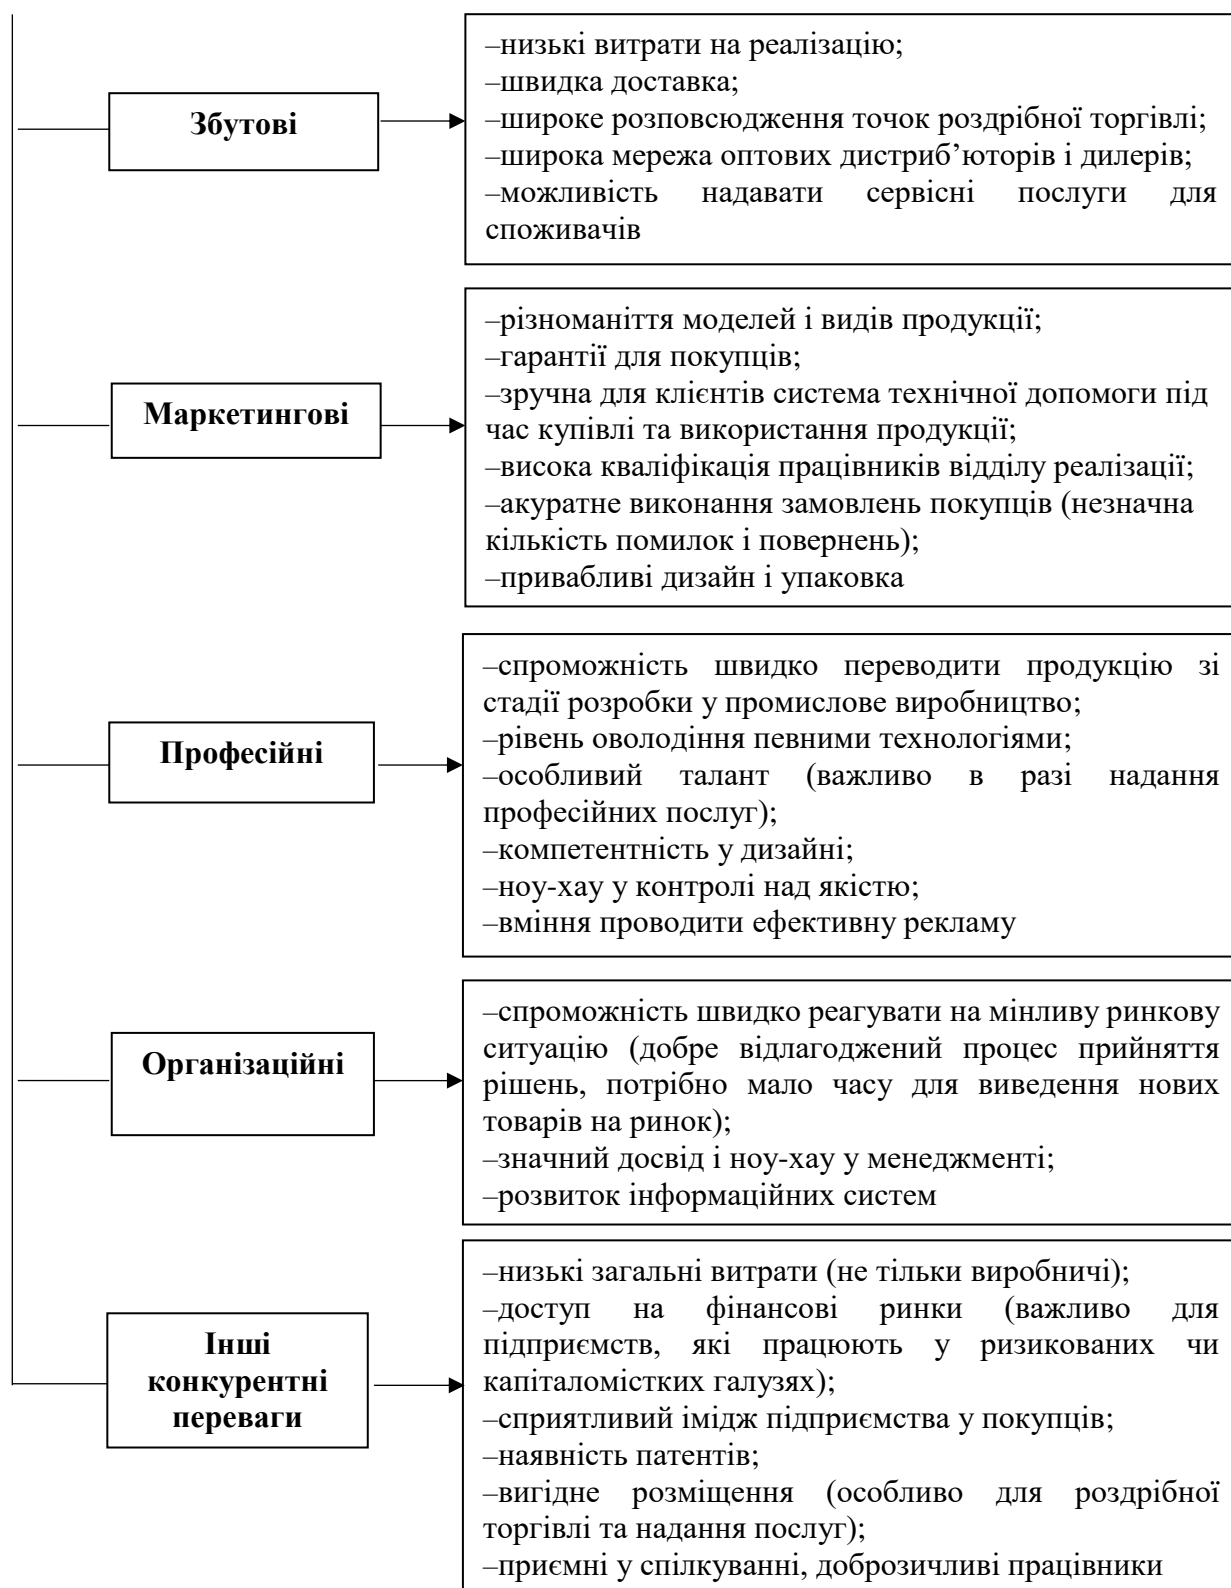 Збутові
–низькі витрати на реалізацію;
–швидка доставка;
–широке розповсюдження точок роздрібної торгівлі;
–широка мережа оптових дистриб’юторів і дилерів;
–можливість надавати сервісні послуги для
споживачів
Маркетингові
–різноманіття моделей і видів продукції;
–гарантії для покупців;
–зручна для клієнтів система технічної допомоги під
час купівлі та використання продукції;
–висока кваліфікація працівників відділу реалізації;
–акуратне виконання замовлень покупців (незначна
кількість помилок і повернень);
–привабливі дизайн і упаковка
Професійні
–спроможність швидко переводити продукцію зі
стадії розробки у промислове виробництво;
–рівень оволодіння певними технологіями;
–особливий талант (важливо в разі надання
професійних послуг);
–компетентність у дизайні;
–ноу-хау у контролі над якістю;
–вміння проводити ефективну рекламу
Організаційні
–спроможність швидко реагувати на мінливу ринкову
ситуацію (добре відлагоджений процес прийняття
рішень, потрібно мало часу для виведення нових
товарів на ринок);
–значний досвід і ноу-хау у менеджменті;
–розвиток інформаційних систем
Інші
конкурентні
переваги
–низькі загальні витрати (не тільки виробничі);
–доступ на фінансові ринки (важливо для
підприємств, які працюють у ризикованих чи
капіталомістких галузях);
–сприятливий імідж підприємства у покупців;
–наявність патентів;
–вигідне розміщення (особливо для роздрібної
торгівлі та надання послуг);
–приємні у спілкуванні, доброзичливі працівники